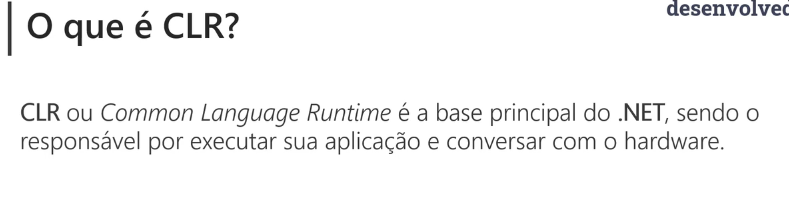 desenvolved
O que é CLR?
CLR ou Common Language Runtime é a base principal do .NET, sendo o
responsável por executar sua aplicação e conversar com o hardware.